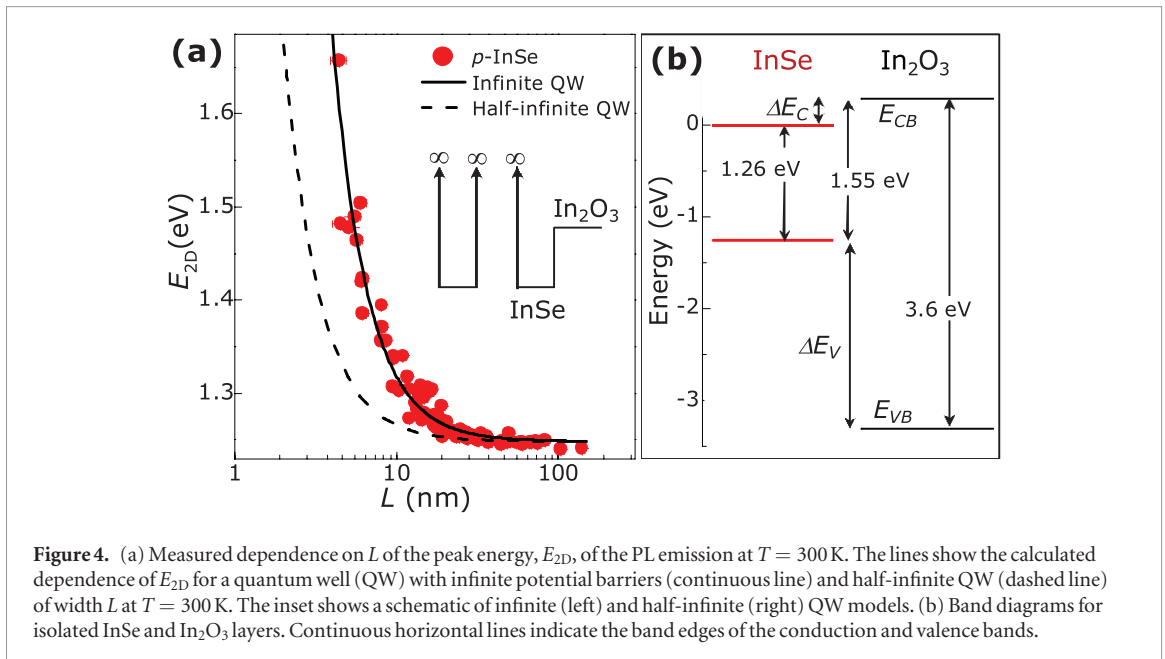 (a)
p-InSe
Infinite QW
Half-infinite QW
∞ ∞ ∞
In₂O₃
InSe
E₂D(eV)
1.6
1.5
1.4
1.3
1 10 100
L (nm)
(b)
InSe In₂O₃
ΔE_C
E_CB
1.26 eV
1.55 eV
3.6 eV
ΔE_V
E_VB
Energy (eV)
0
-1
-2
-3
Figure 4. (a) Measured dependence on L of the peak energy, E₂D, of the PL emission at T = 300 K. The lines show the calculated
dependence of E₂D for a quantum well (QW) with infinite potential barriers (continuous line) and half-infinite QW (dashed line)
of width L at T = 300 K. The inset shows a schematic of infinite (left) and half-infinite (right) QW models. (b) Band diagrams for
isolated InSe and In₂O₃ layers. Continuous horizontal lines indicate the band edges of the conduction and valence bands.